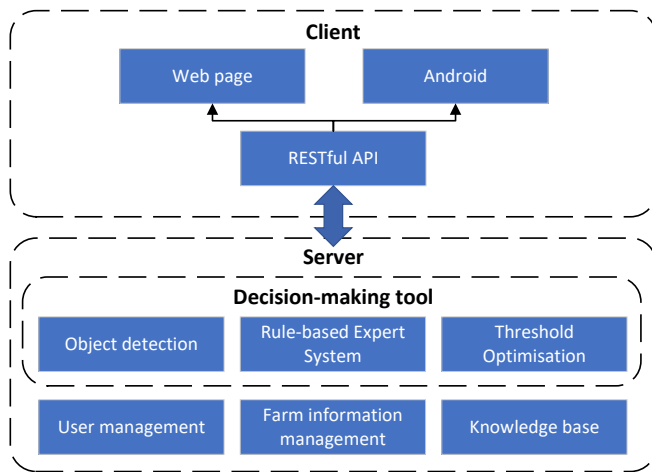 Client
Web page
Android
RESTful API
Server
Decision-making tool
Object detection
Rule-based Expert
System
Threshold
Optimisation
User management
Farm information
management
Knowledge base